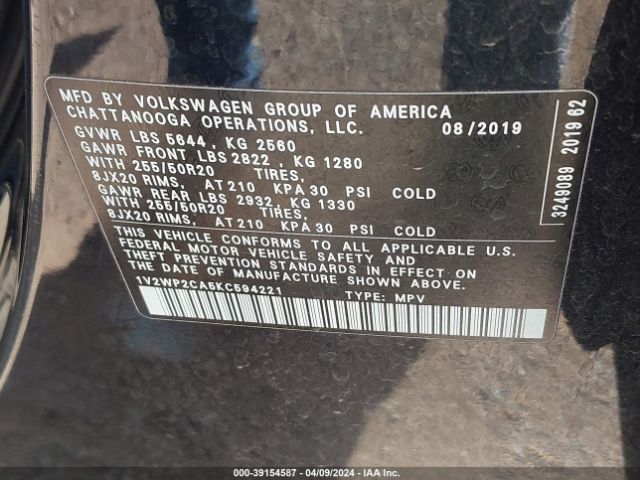 MFD BY VOLKSWAGEN GROUP OF AMERICA
CHATTANOOGA OPERATIONS, LLC. 08/2019
GVWR LBS 5644 , KG 2560
GAWR FRONT LBS 2822 , KG 1280
WITH 255/50R20 TIRES,
8JX20 RIMS, AT 210 KPA 30 PSI COLD
GAWR REAR LBS 2932, KG 1330
WITH 255/50R20 TIRES,
8JX20 RIMS, AT 210 KPA 30 PSI COLD
THIS VEHICLE CONFORMS TO ALL APPLICABLE U.S.
FEDERAL MOTOR VEHICLE SAFETY AND
THEFT PREVENTION STANDARDS IN EFFECT ON
THE DATE OF MANUFACTURE SHOWN ABOVE.
1V2WP2CA5KC594221 TYPE: MPV
3249089 2019 62
000-39154587 - 04/09/2024 - IAA Inc.